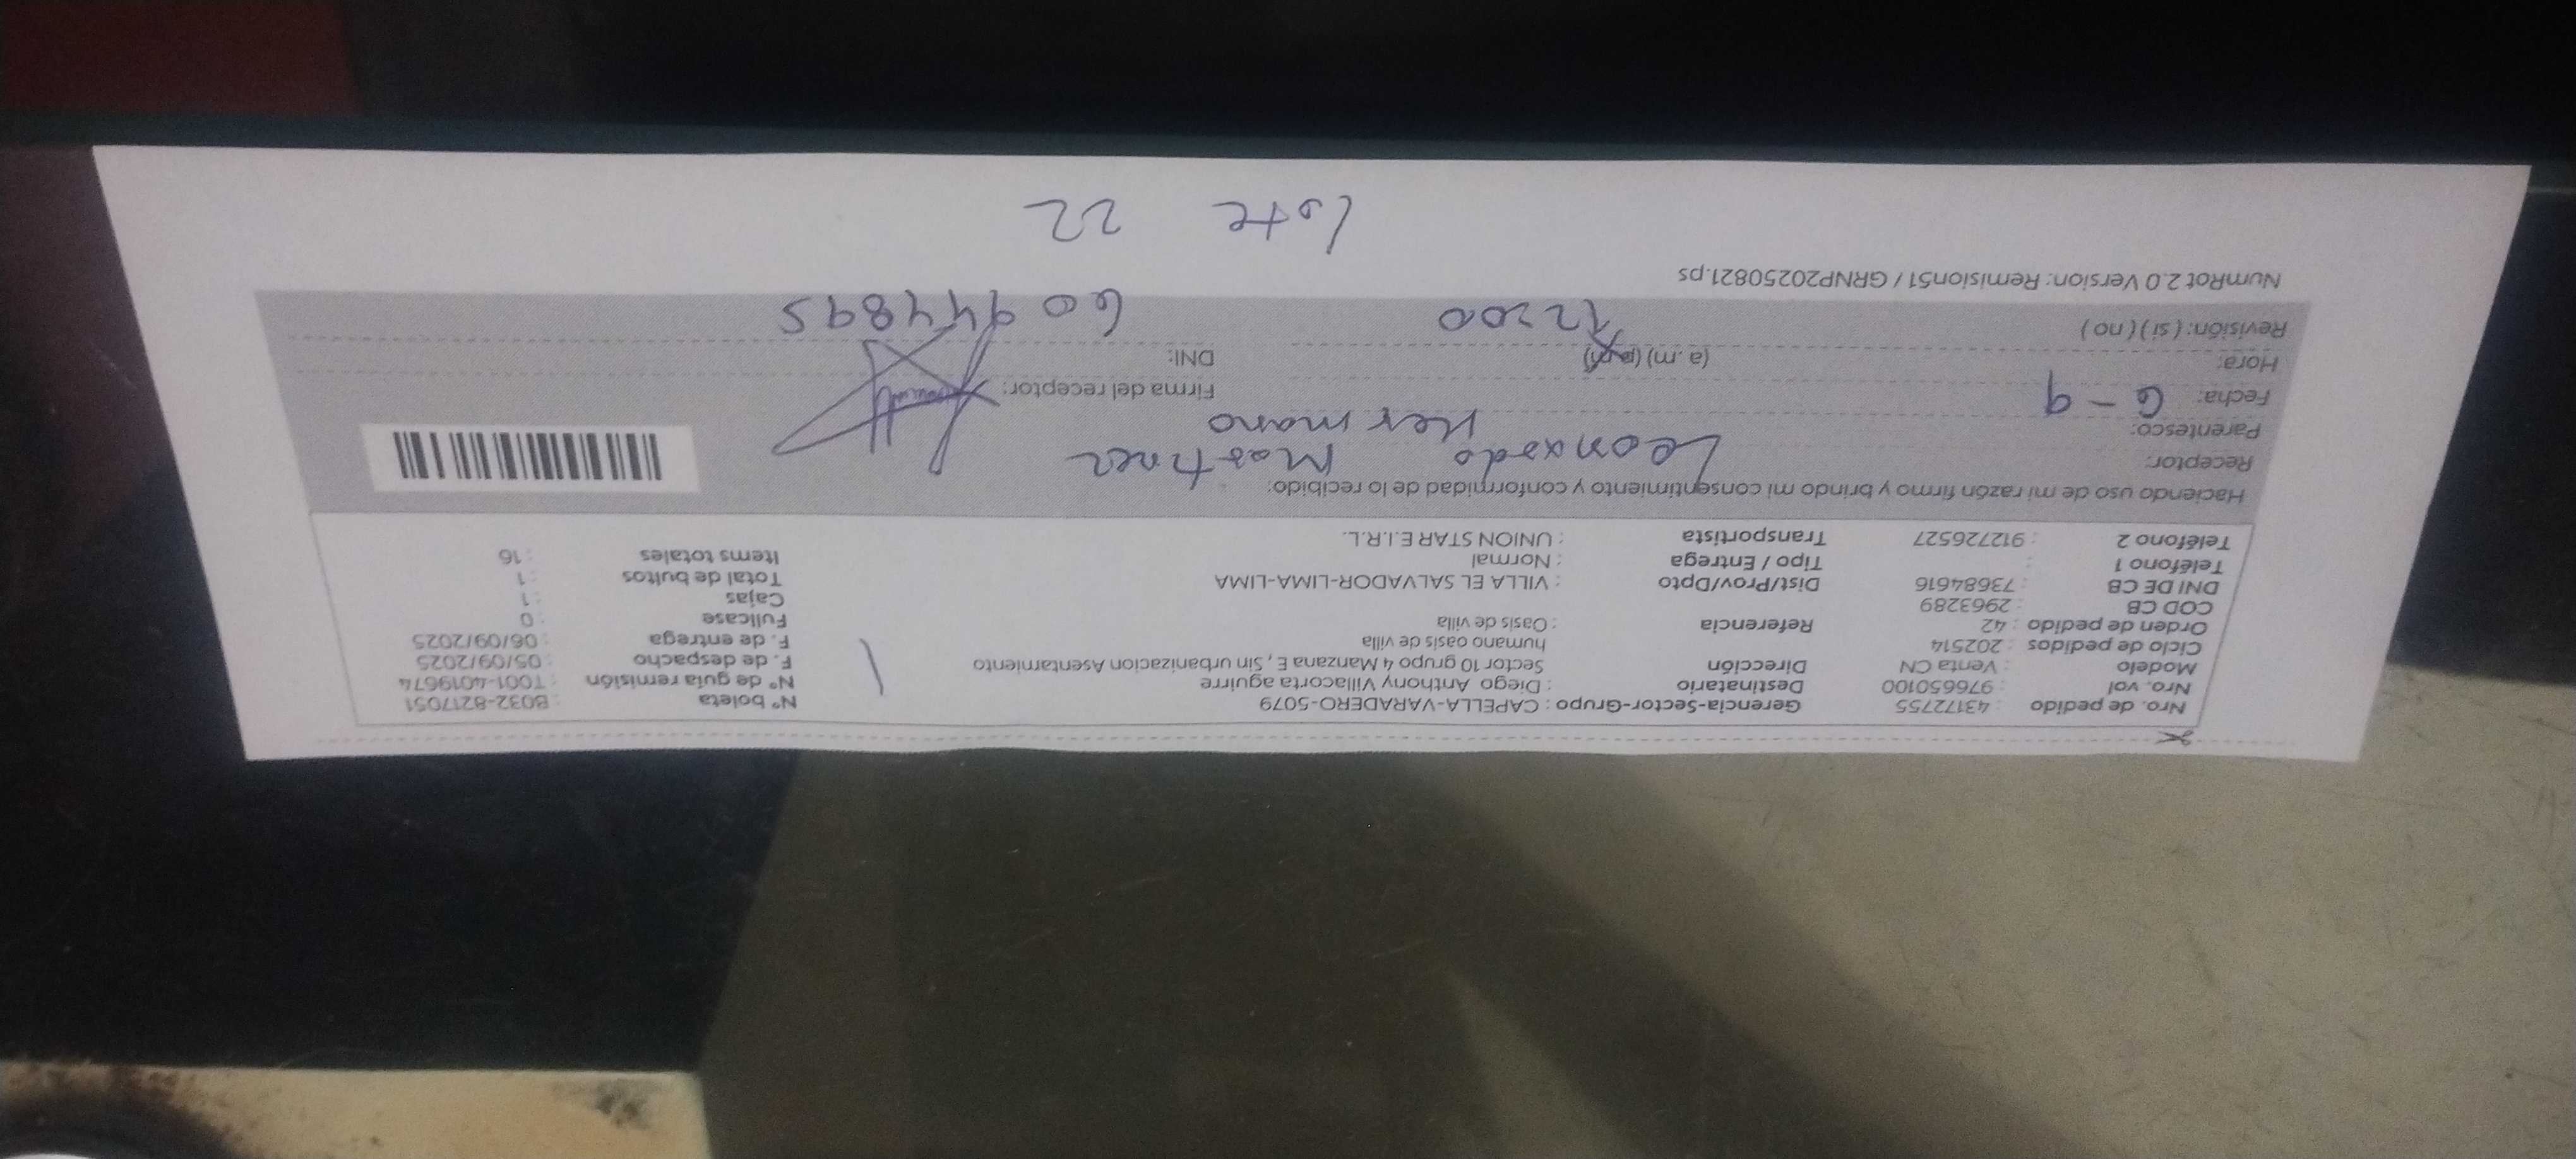 Nro. de pedido : 43172755 Gerencia-Sector-Grupo : CAPELLA-VARADERO-5079 N° boleta : B032-8217051
Nro. vol : 976650100 Destinatario : Diego Anthony Villacorta aguirre N° de guía remisión : T001-4019674
Modelo : Venta CN Dirección Sector 10 grupo 4 Manzana E , Sin urbanizacion Asentamiento F. de despacho : 05/09/2025
Ciclo de pedidos : 202514 humano oasis de villa F. de entrega : 06/09/2025
Orden de pedido : 42 Referencia : Oasis de villa Fullcase : 0
COD CB : 2963289 Cajas : 1
DNI DE CB : 73684616 Dist/Prov/Dpto : VILLA EL SALVADOR-LIMA-LIMA Total de bultos : 1
Teléfono 1 : Tipo / Entrega : Normal Items totales : 16
Teléfono 2 : 912726527 Transportista : UNION STAR E.I.R.L.
Haciendo uso de mi razón firmo y brindo mi consentimiento y conformidad de lo recibido:
Receptor: Leonardo
Parentesco: Hermano
Fecha: 6-9 Firma del receptor:
Hora: (a. m) (p. m) DNI:
Revisión: ( si ) ( no ) 60944895
NumRot 2.0 Version: Remision51 / GRNP20250821.ps
Lote 22